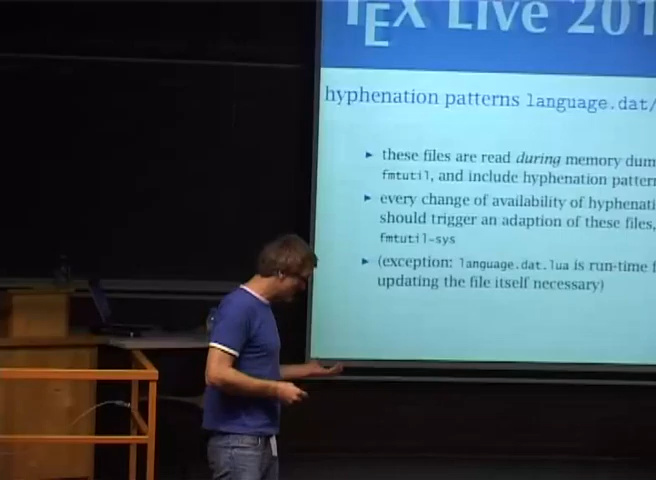 TEX LIVE 201
hyphenation patterns language.dat/
▸ these files are read during memory dum
fmtutil, and include hyphenation patter
▸ every change of availability of hyphenati
should trigger an adaption of these files,
fmtutil-sys
▸ (exception: language.dat.lua is run-time f
updating the file itself necessary)